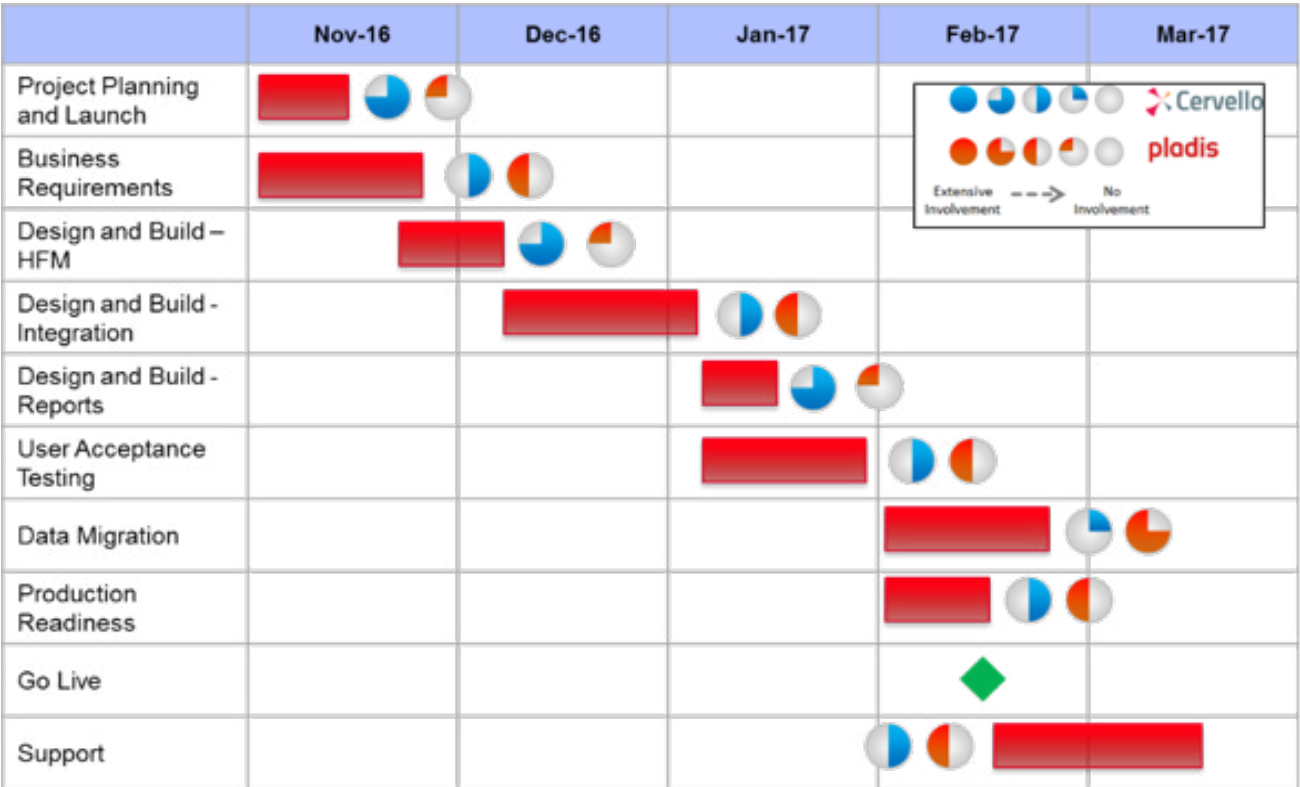 Nov-16 Dec-16 Jan-17 Feb-17 Mar-17
Project Planning
and Launch
Cervello
pladis
Extensive
Involvement
No
Involvement
Business
Requirements
Design and Build –
HFM
Design and Build -
Integration
Design and Build -
Reports
User Acceptance
Testing
Data Migration
Production
Readiness
Go Live
Support